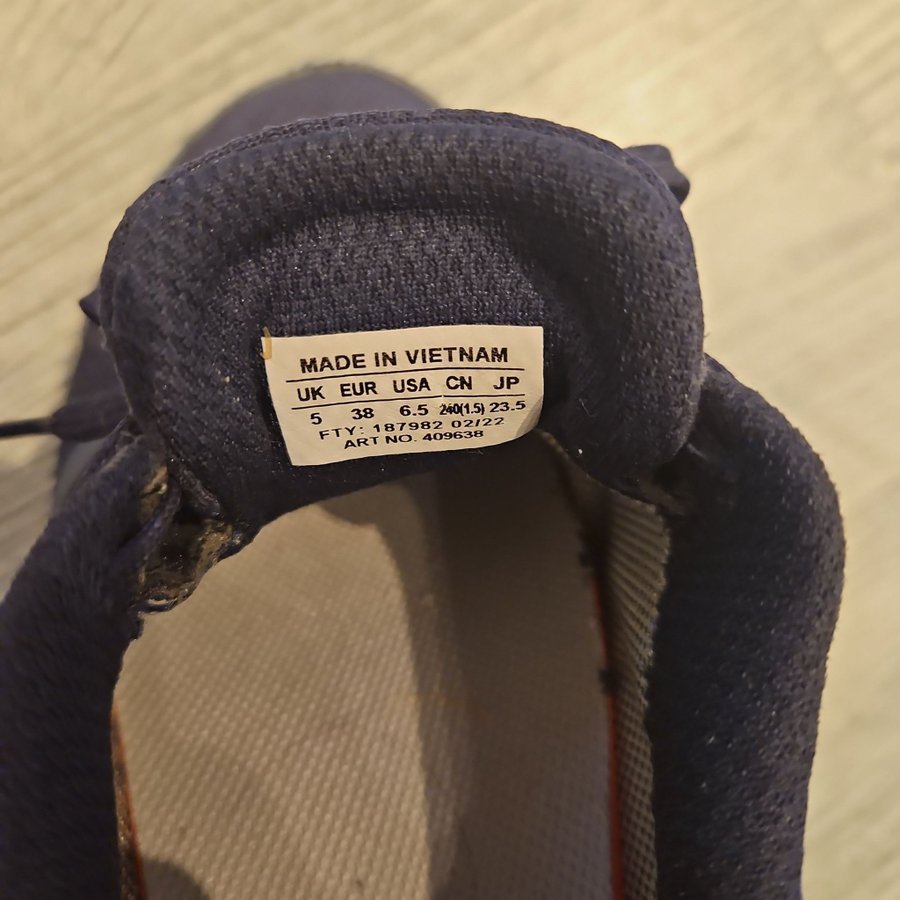 MADE IN VIETNAM
UK EUR USA CN JP
5 38 6.5 240(1.5) 23.5
FTY: 187982 02/22
ART NO. 409638